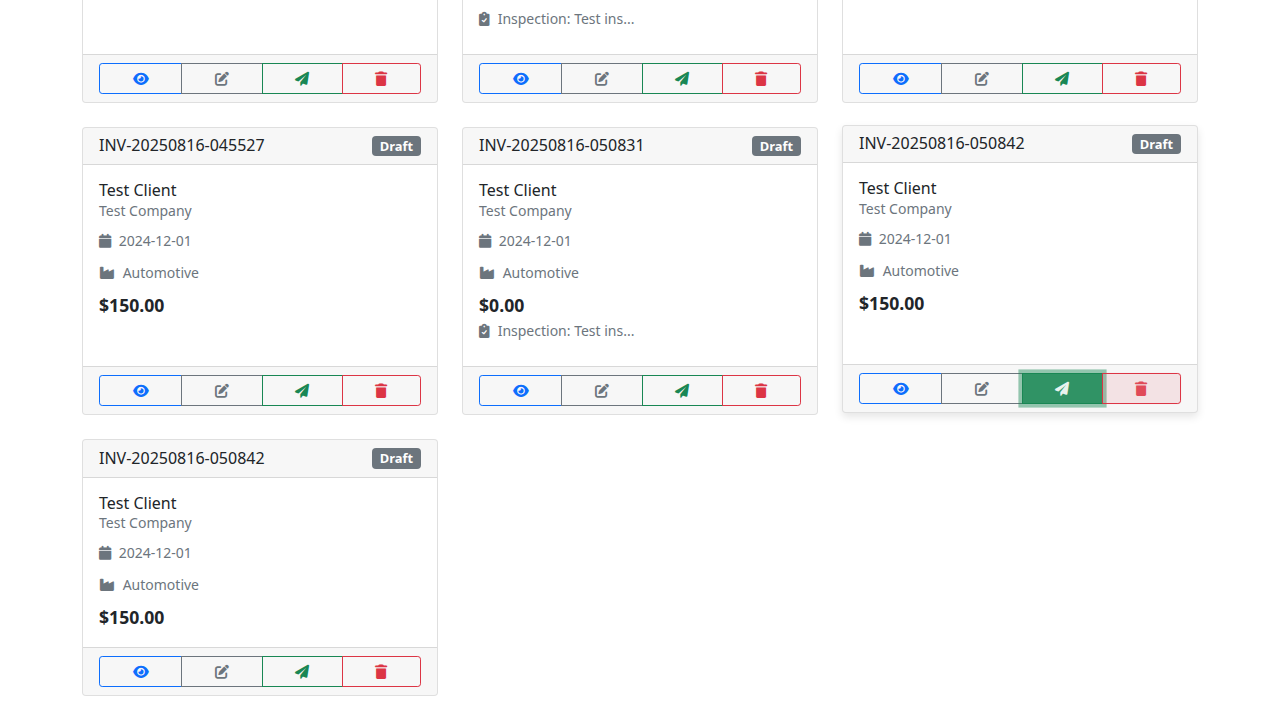 Inspection: Test ins...
INV-20250816-045527
Draft
Test Client
Test Company
2024-12-01
Automotive
$150.00
INV-20250816-050831
Draft
Test Client
Test Company
2024-12-01
Automotive
$0.00
Inspection: Test ins...
INV-20250816-050842
Draft
Test Client
Test Company
2024-12-01
Automotive
$150.00
INV-20250816-050842
Draft
Test Client
Test Company
2024-12-01
Automotive
$150.00